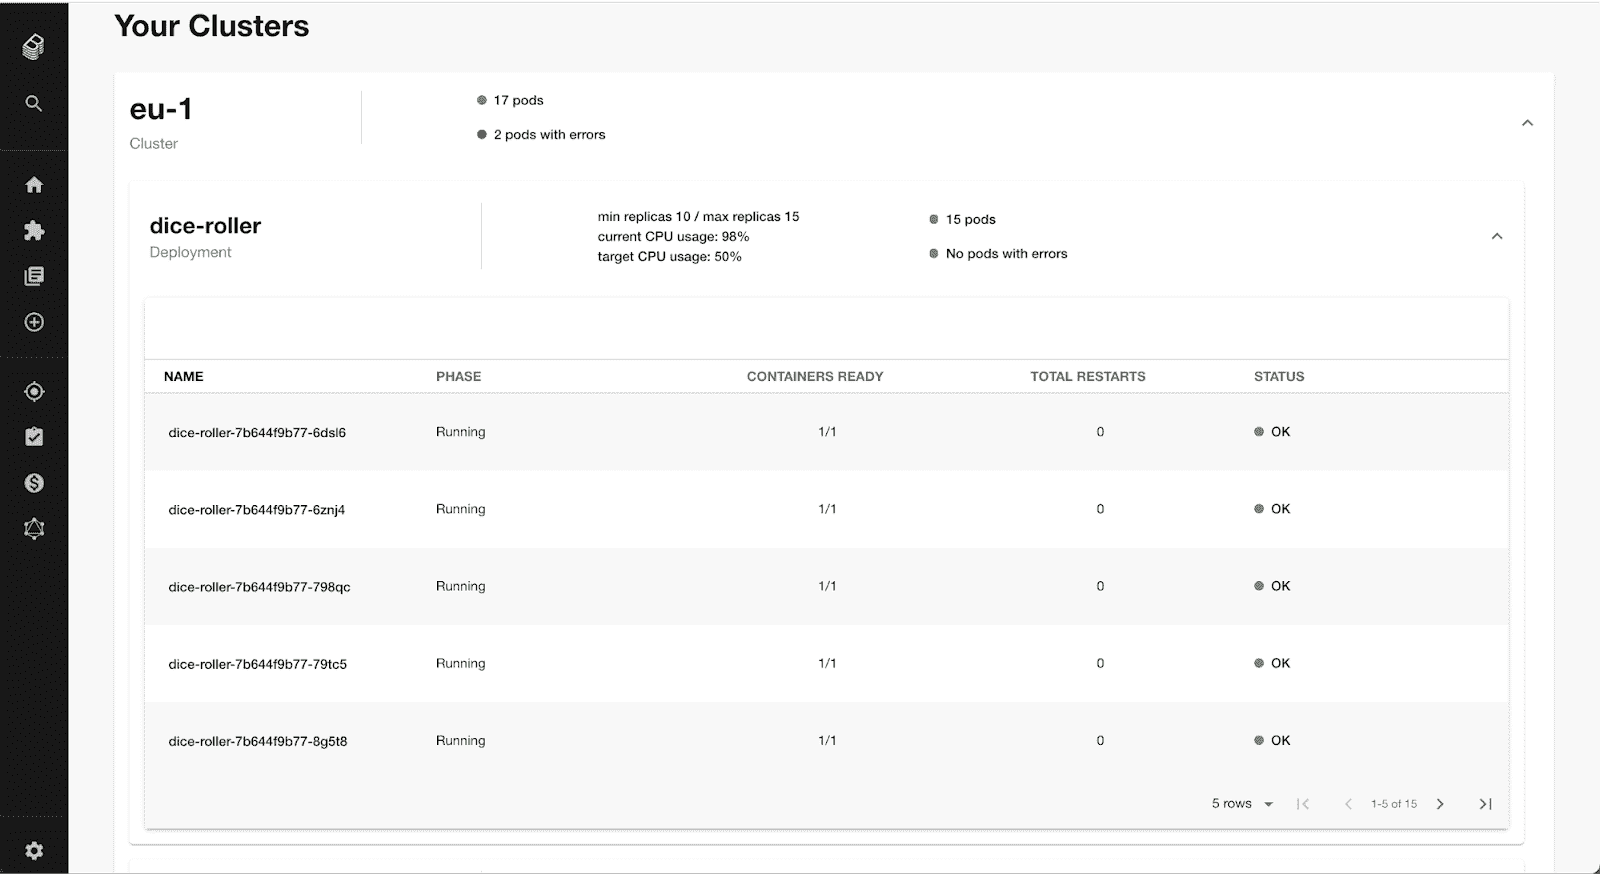 Your Clusters
eu-1
Cluster
17 pods
2 pods with errors
dice-roller
Deployment
min replicas 10 / max replicas 15
current CPU usage: 98%
target CPU usage: 50%
15 pods
No pods with errors
NAME PHASE CONTAINERS READY TOTAL RESTARTS STATUS
dice-roller-7b644f9b77-6dsl6 Running 1/1 0 OK
dice-roller-7b644f9b77-6znj4 Running 1/1 0 OK
dice-roller-7b644f9b77-798qc Running 1/1 0 OK
dice-roller-7b644f9b77-79tc5 Running 1/1 0 OK
dice-roller-7b644f9b77-8g5t8 Running 1/1 0 OK
5 rows 1-5 of 15